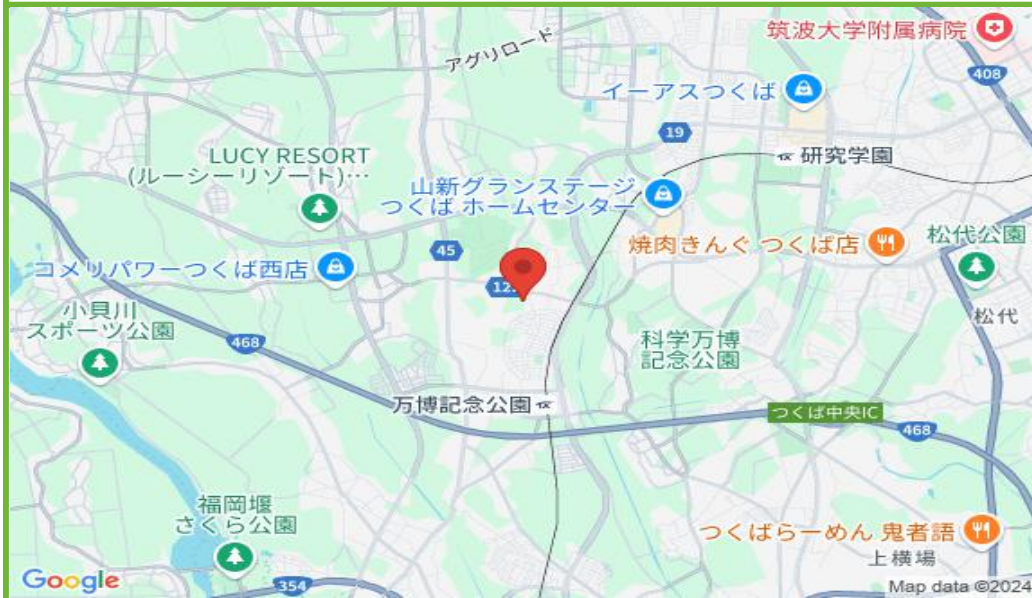 筑波大学附属病院
アグリロード
408
イーアスつくば
19
研究学園
LUCY RESORT
(ルーシーリゾート)…
山新グランステージ
つくば ホームセンター
45
焼肉きんぐ つくば店
松代公園
コメリパワーつくば西店
小貝川
スポーツ公園
松代
468
科学万博
記念公園
万博記念公園
つくば中央IC
468
福岡堰
さくら公園
つくばらーめん 鬼者語
上横場
354
Google
Map data ©2024